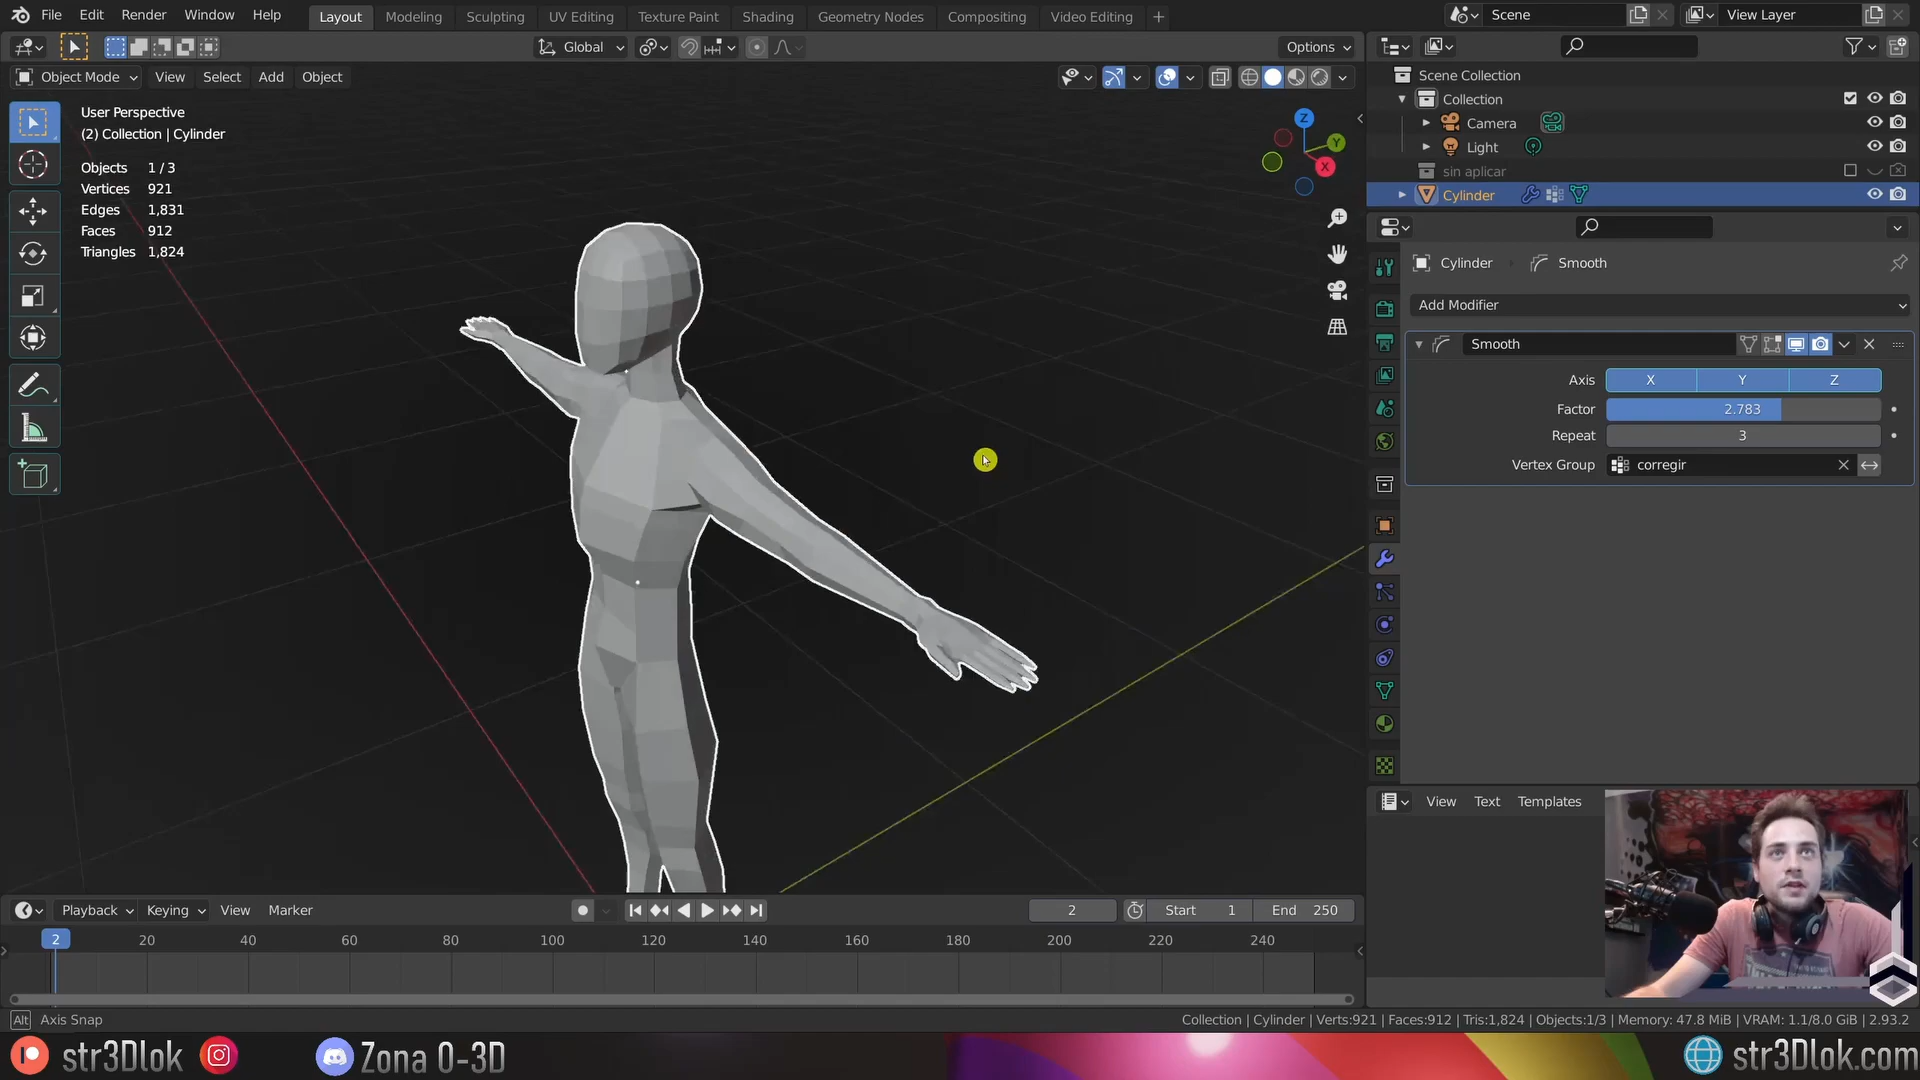 File Edit Render Window Help Layout Modeling Sculpting UV Editing Texture Paint Shading Geometry Nodes Compositing Video Editing + Scene View Layer
Global Options
Object Mode View Select Add Object
User Perspective
(2) Collection | Cylinder
Objects 1 / 3
Vertices 921
Edges 1,831
Faces 912
Triangles 1,824
Z
Y
X
Scene Collection
Collection
Camera
Light
sin aplicar
Cylinder
Cylinder Smooth
Add Modifier
Smooth
Axis X Y Z
Factor 2.783
Repeat 3
Vertex Group corregir
View Text Templates
Playback Keying View Marker 2 Start 1 End 250
2 20 40 60 80 100 120 140 160 180 200 220 240
Alt Axis Snap
Collection | Cylinder | Verts:921 | Faces:912 | Tris:1,824 | Objects:1/3 | Memory: 47.8 MiB | VRAM: 1.1/8.0 GiB | 2.93.2
str3Dlok Zona 0-3D str3Dlok.com